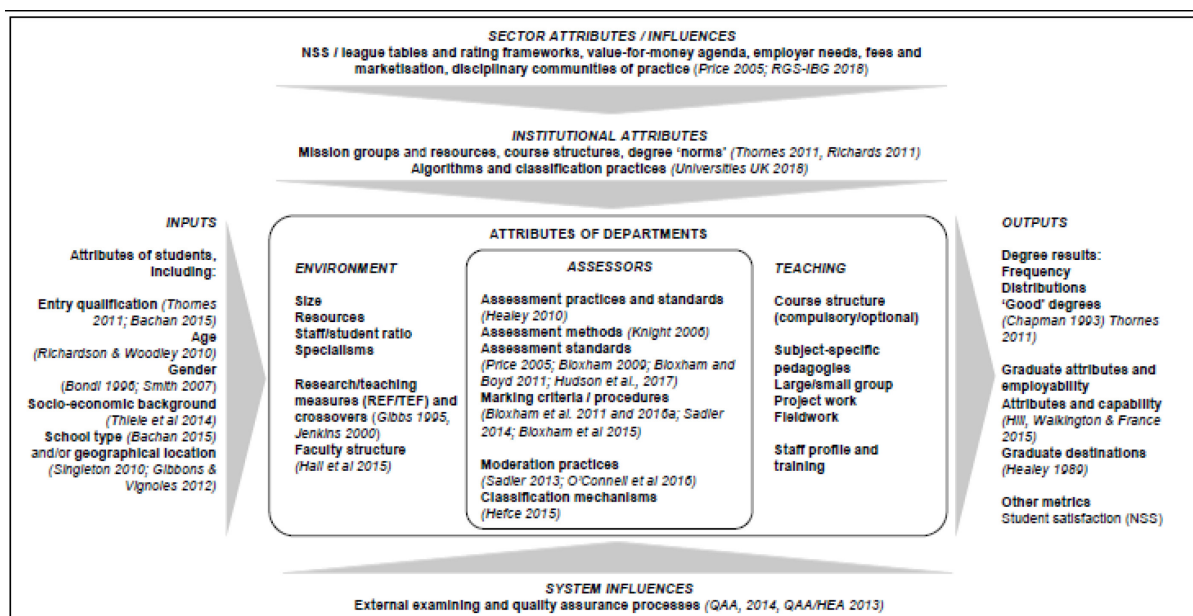 SECTOR ATTRIBUTES / INFLUENCES
NSS / league tables and rating frameworks, value-for-money agenda, employer needs, fees and
marketisation, disciplinary communities of practice (Price 2005; RGS-IBG 2018)
INSTITUTIONAL ATTRIBUTES
Mission groups and resources, course structures, degree ‘norms’ (Thornes 2011, Richards 2011)
Algorithms and classification practices (Universities UK 2018)
INPUTS
Attributes of students,
including:
Entry qualification (Thornes
2011; Bachan 2015)
Age
(Richardson & Woodley 2010)
Gender
(Bondi 1996; Smith 2007)
Socio-economic background
(Thiele et al 2014)
School type (Bachan 2015)
and/or geographical location
(Singleton 2010; Gibbons &
Vignoles 2012)
ATTRIBUTES OF DEPARTMENTS
ENVIRONMENT
Size
Resources
Staff/student ratio
Specialisms
Research/teaching
measures (REF/TEF) and
crossovers (Gibbs 1995,
Jenkins 2000)
Faculty structure
(Hall et al 2015)
ASSESSORS
Assessment practices and standards
(Healey 2010)
Assessment methods (Knight 2006)
Assessment standards
(Price 2005; Bloxham 2009; Bloxham and
Boyd 2011; Hudson et al., 2017)
Marking criteria / procedures
(Bloxham et al. 2011 and 2016a; Sadler
2014; Bloxham et al 2015)
Moderation practices
(Sadler 2013; O’Connell et al 2016)
Classification mechanisms
(Hefce 2015)
TEACHING
Course structure
(compulsory/optional)
Subject-specific
pedagogies
Large/small group
Project work
Fieldwork
Staff profile and
training
OUTPUTS
Degree results:
Frequency
Distributions
‘Good’ degrees
(Chapman 1993) Thornes
2011)
Graduate attributes and
employability
Attributes and capability
(Hill, Walkington & France
2015)
Graduate destinations
(Healey 1989)
Other metrics
Student satisfaction (NSS)
SYSTEM INFLUENCES
External examining and quality assurance processes (QAA, 2014, QAA/HEA 2013)